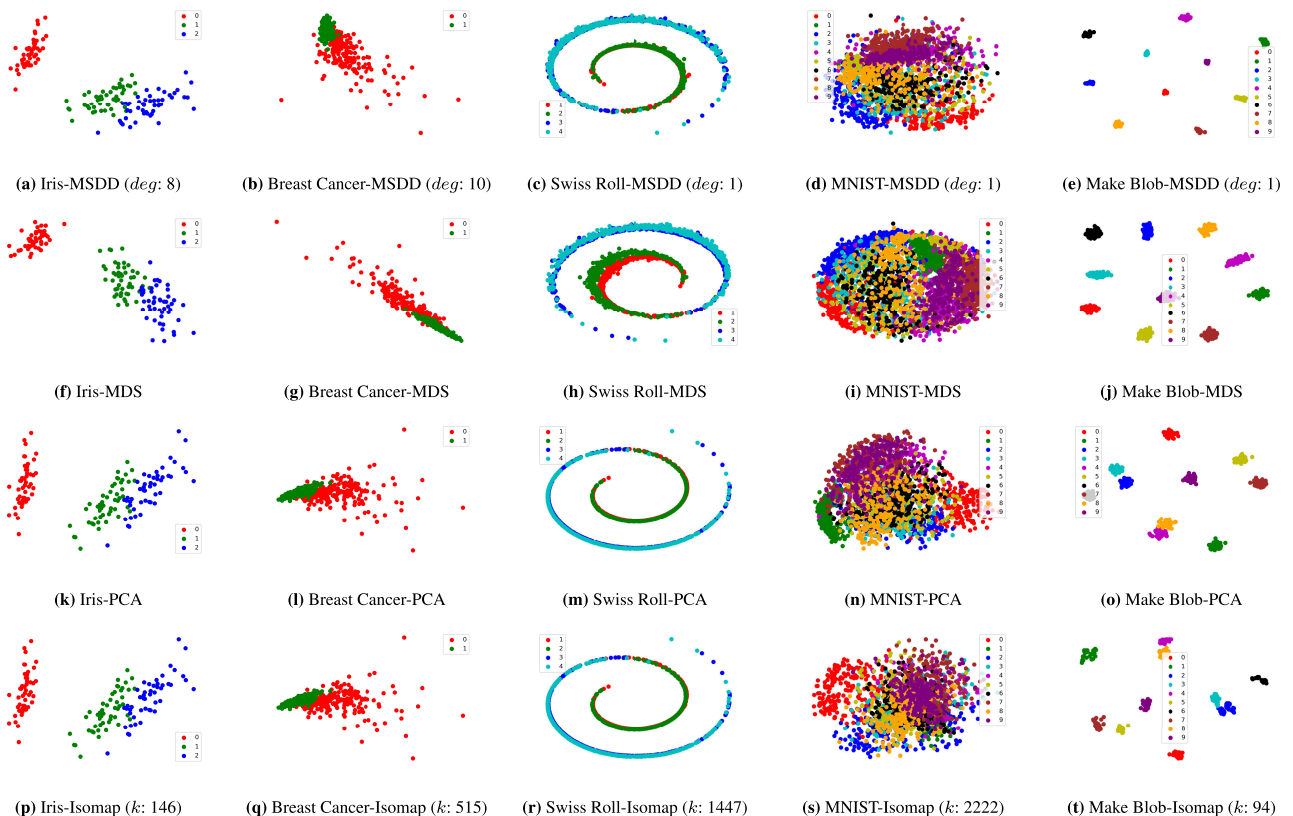 (a) Iris-MSDD (deg: 8)
(b) Breast Cancer-MSDD (deg: 10)
(c) Swiss Roll-MSDD (deg: 1)
(d) MNIST-MSDD (deg: 1)
(e) Make Blob-MSDD (deg: 1)
(f) Iris-MDS
(g) Breast Cancer-MDS
(h) Swiss Roll-MDS
(i) MNIST-MDS
(j) Make Blob-MDS
(k) Iris-PCA
(l) Breast Cancer-PCA
(m) Swiss Roll-PCA
(n) MNIST-PCA
(o) Make Blob-PCA
(p) Iris-Isomap (k: 146)
(q) Breast Cancer-Isomap (k: 515)
(r) Swiss Roll-Isomap (k: 1447)
(s) MNIST-Isomap (k: 2222)
(t) Make Blob-Isomap (k: 94)